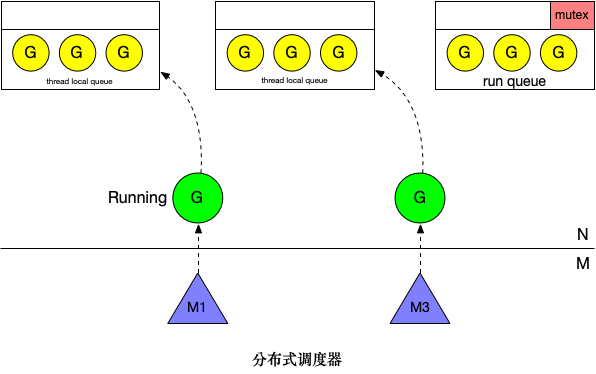 mutex
G G G
thread local queue
G G G
thread local queue
G G G
run queue
Running
G
G
N
M
M1
M3
分布式调度器